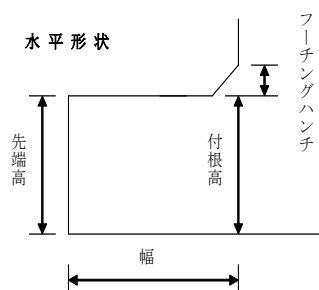 水平形状
フーチングハンチ
先端高
付根高
幅